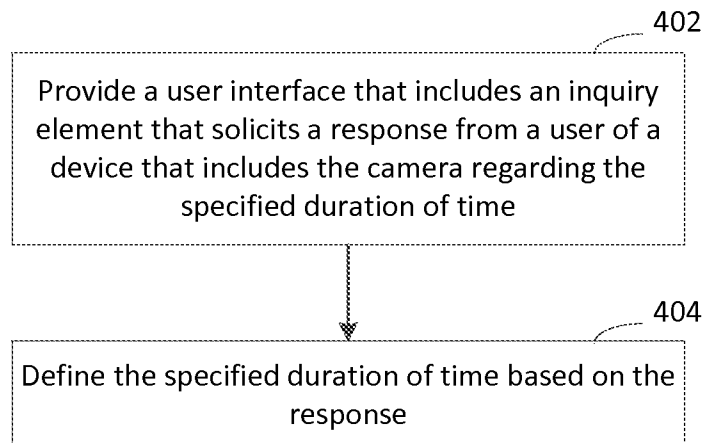 402
Provide a user interface that includes an inquiry
element that solicits a response from a user of a
device that includes the camera regarding the
specified duration of time
404
Define the specified duration of time based on the
response